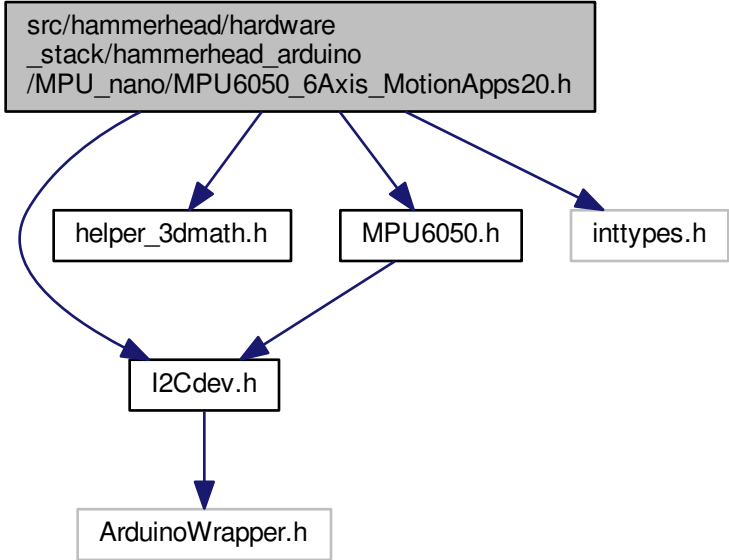 src/hammerhead/hardware
_stack/hammerhead_arduino
/MPU_nano/MPU6050_6Axis_MotionApps20.h
helper_3dmath.h
MPU6050.h
inttypes.h
I2Cdev.h
ArduinoWrapper.h